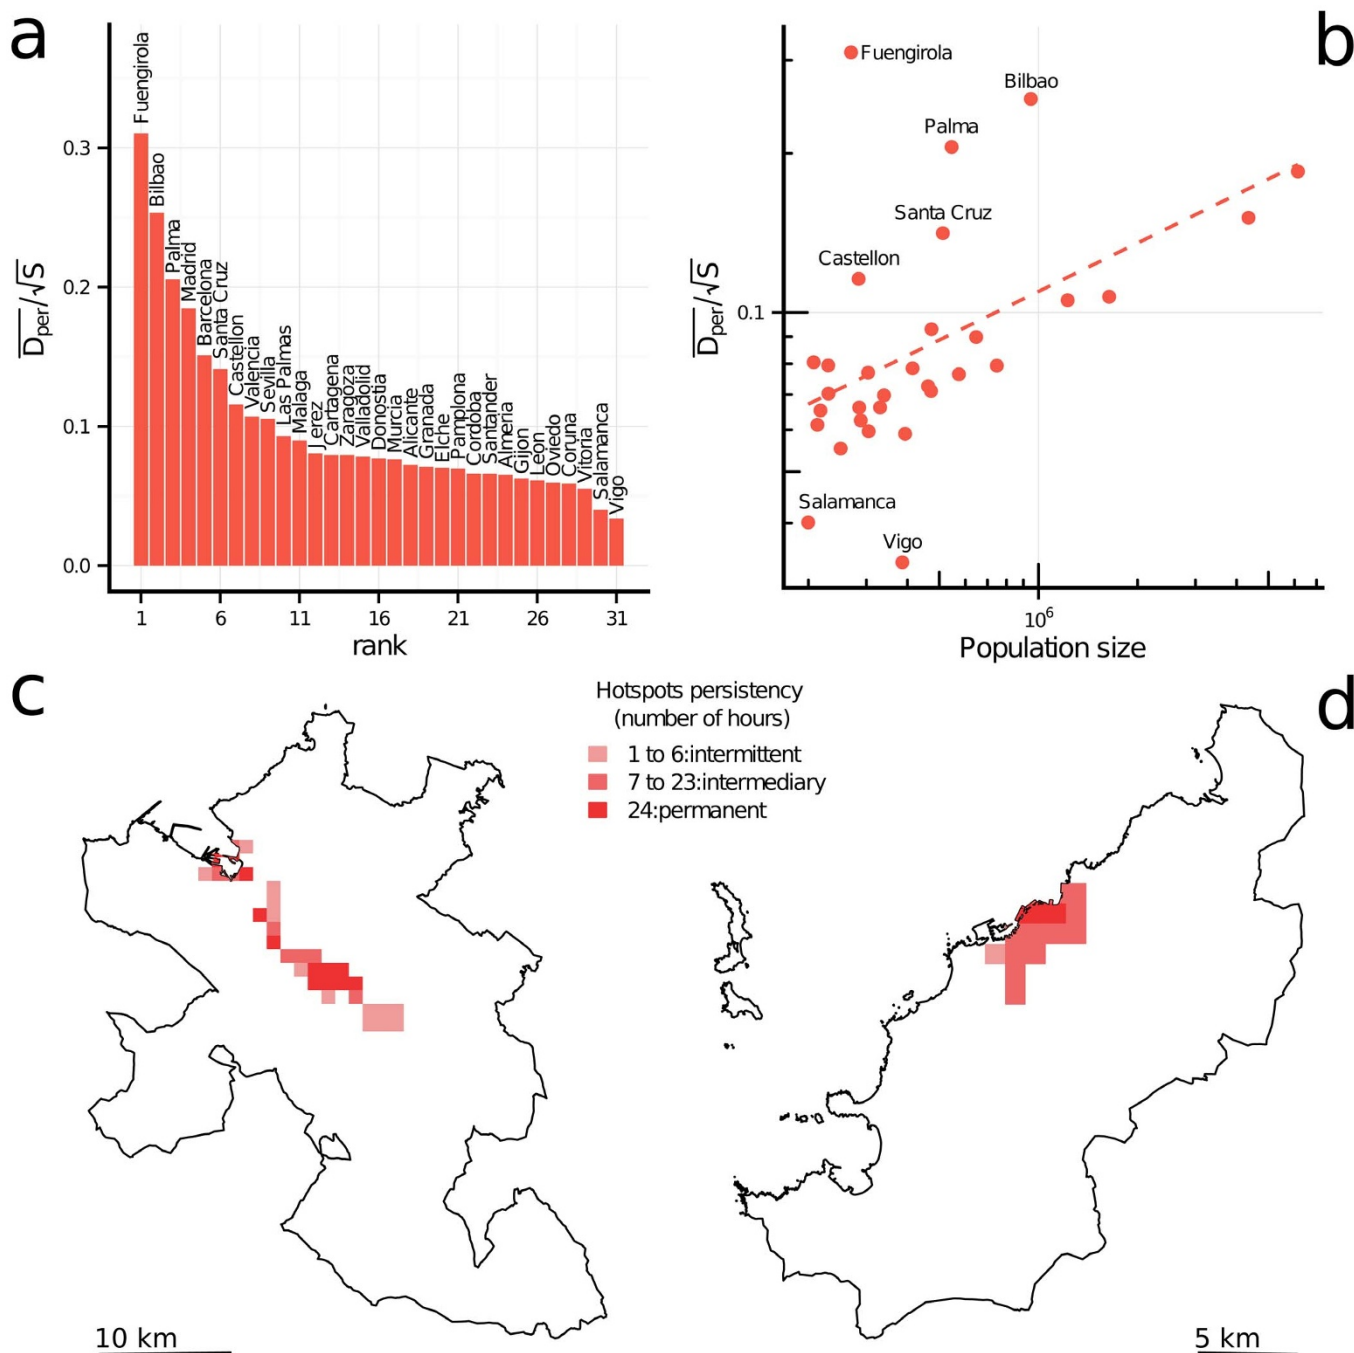 a
Fuengirola
Bilbao
Palma
Madrid
Barcelona
Santa Cruz
Castellon
Valencia
Sevilla
Las Palmas
Malaga
Jerez
Cartagena
Zaragoza
Valladolid
Donostia
Murcia
Alicante
Granada
Elche
Pamplona
Cordoba
Santander
Almeria
Gijon
Leon
Oviedo
Coruna
Vitoria
Salamanca
Vigo
0.3
0.2
0.1
0.0
D̅per/√S
1 6 11 16 21 26 31
rank
b
Fuengirola
Bilbao
Palma
Santa Cruz
Castellon
Salamanca
Vigo
0.1
D̅per/√S
10⁶
Population size
c
Hotspots persistency
(number of hours)
1 to 6:intermittent
7 to 23:intermediary
24:permanent
10 km
d
5 km